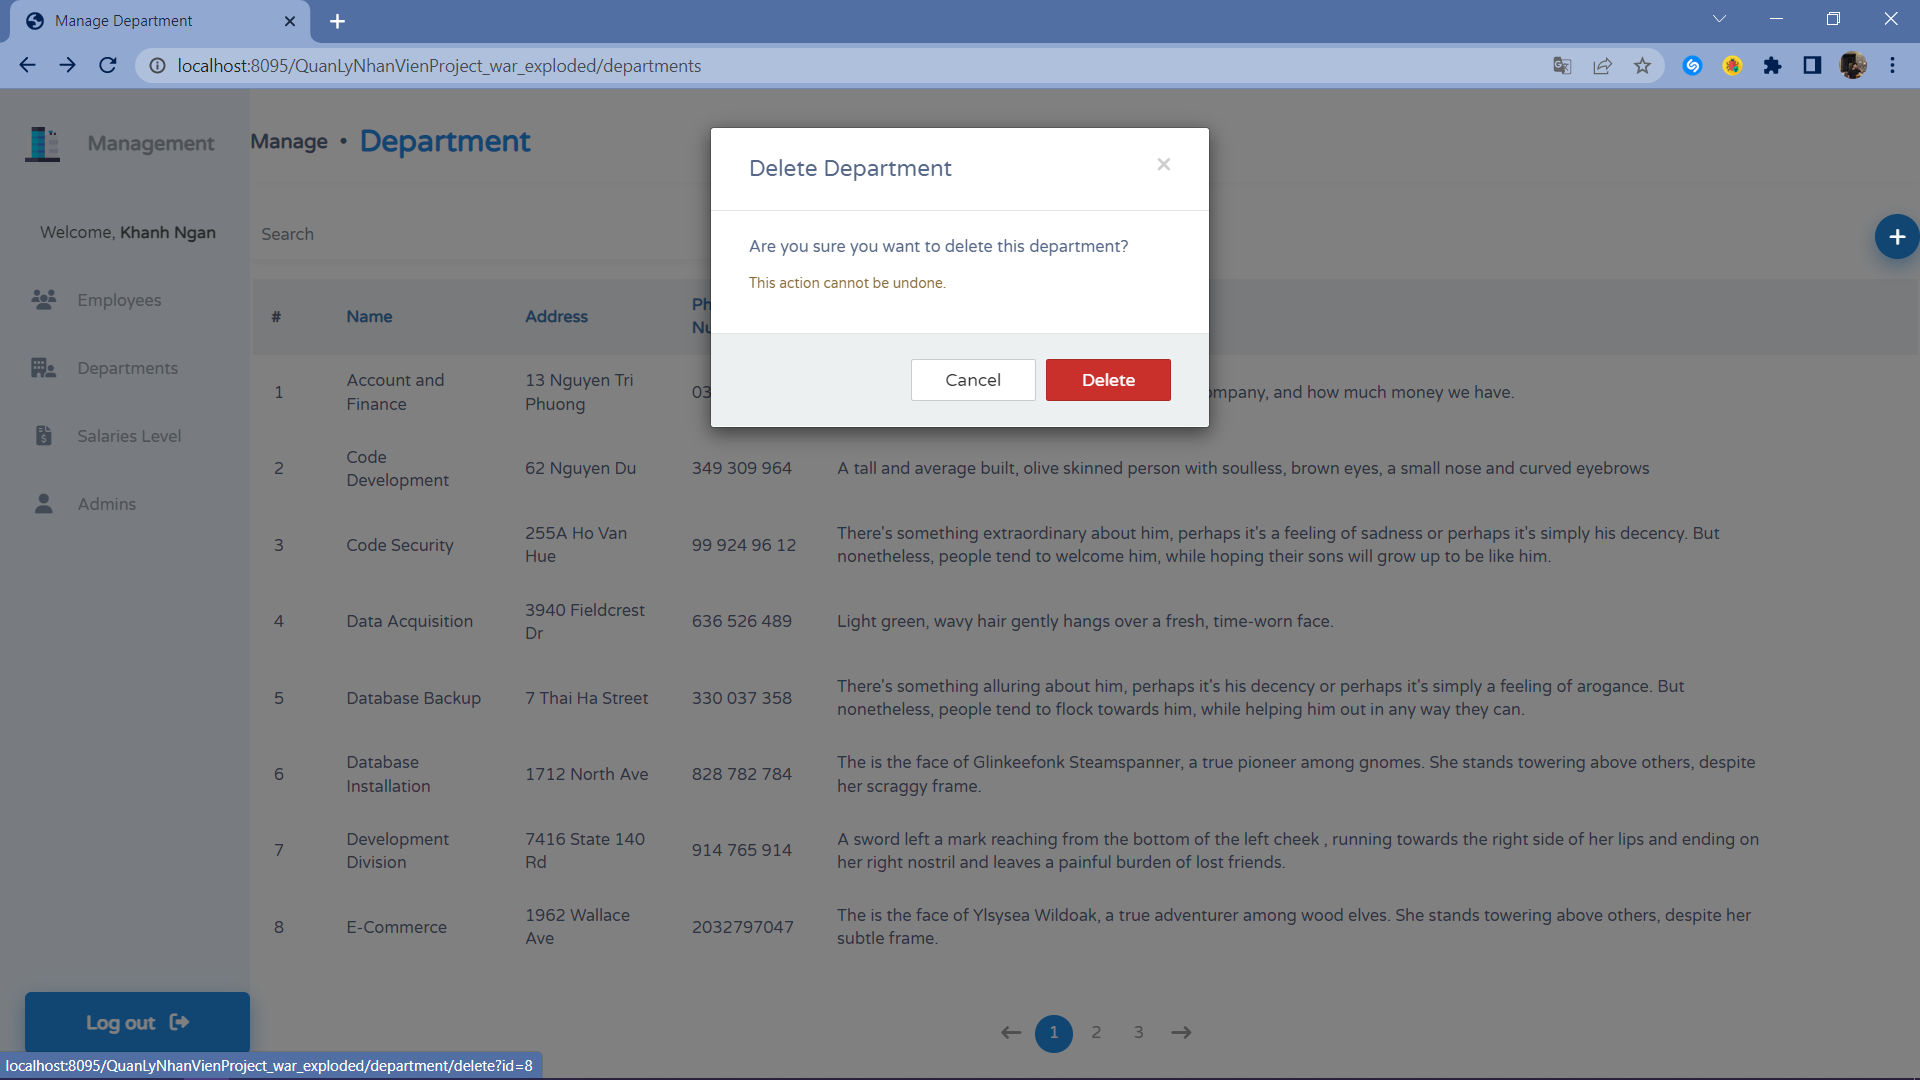 Manage Department
localhost:8095/QuanLyNhanVienProject_war_exploded/departments
Management
Manage • Department
Delete Department
×
Are you sure you want to delete this department?
This action cannot be undone.
Cancel
Delete
Welcome, Khanh Ngan
Employees
Departments
Salaries Level
Admins
Search
+
# Name Address Ph
Nu
1 Account and Finance 13 Nguyen Tri Phuong 03 ompany, and how much money we have.
2 Code Development 62 Nguyen Du 349 309 964 A tall and average built, olive skinned person with soulless, brown eyes, a small nose and curved eyebrows
3 Code Security 255A Ho Van Hue 99 924 96 12 There's something extraordinary about him, perhaps it's a feeling of sadness or perhaps it's simply his decency. But
nonetheless, people tend to welcome him, while hoping their sons will grow up to be like him.
4 Data Acquisition 3940 Fieldcrest Dr 636 526 489 Light green, wavy hair gently hangs over a fresh, time-worn face.
5 Database Backup 7 Thai Ha Street 330 037 358 There's something alluring about him, perhaps it's his decency or perhaps it's simply a feeling of arogance. But
nonetheless, people tend to flock towards him, while helping him out in any way they can.
6 Database Installation 1712 North Ave 828 782 784 The is the face of Glinkeefonk Steamspanner, a true pioneer among gnomes. She stands towering above others, despite
her scraggy frame.
7 Development Division 7416 State 140 Rd 914 765 914 A sword left a mark reaching from the bottom of the left cheek , running towards the right side of her lips and ending on
her right nostril and leaves a painful burden of lost friends.
8 E-Commerce 1962 Wallace Ave 2032797047 The is the face of Ylsysea Wildoak, a true adventurer among wood elves. She stands towering above others, despite her
subtle frame.
← 1 2 3 →
Log out
localhost:8095/QuanLyNhanVienProject_war_exploded/department/delete?id=8